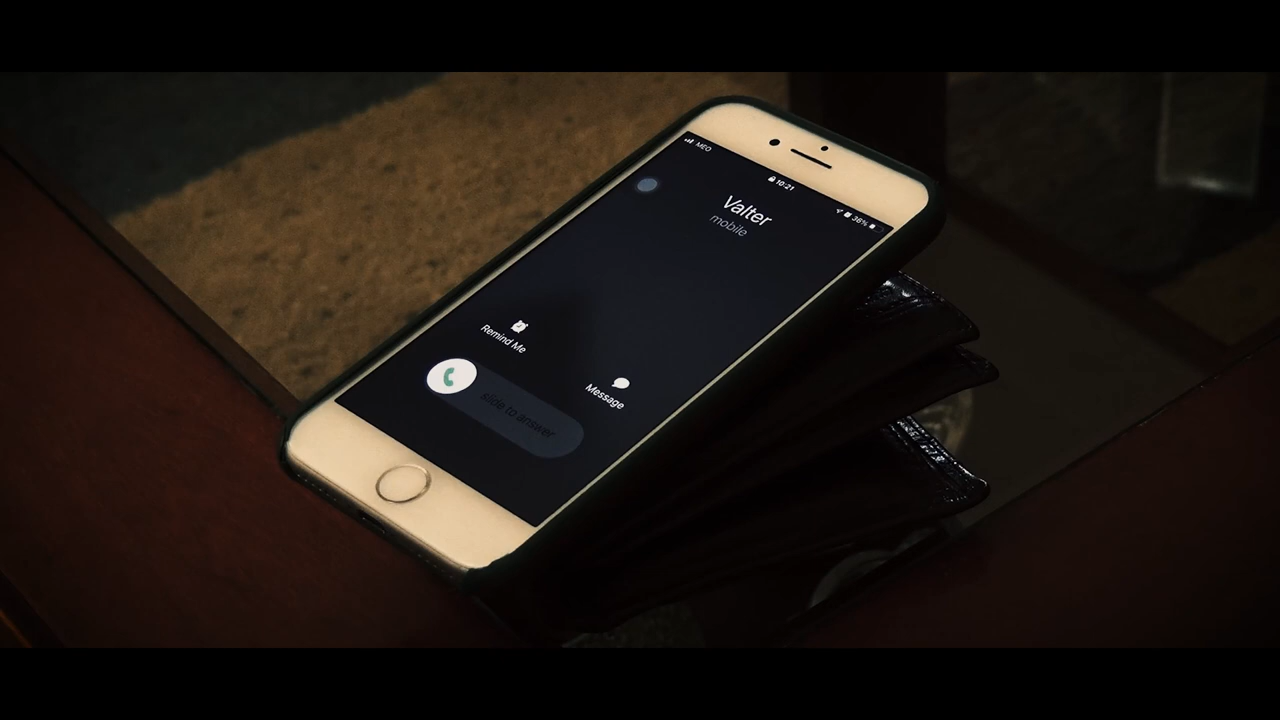 MEO
10:21
36%
Valter
mobile
Remind Me
Message
slide to answer